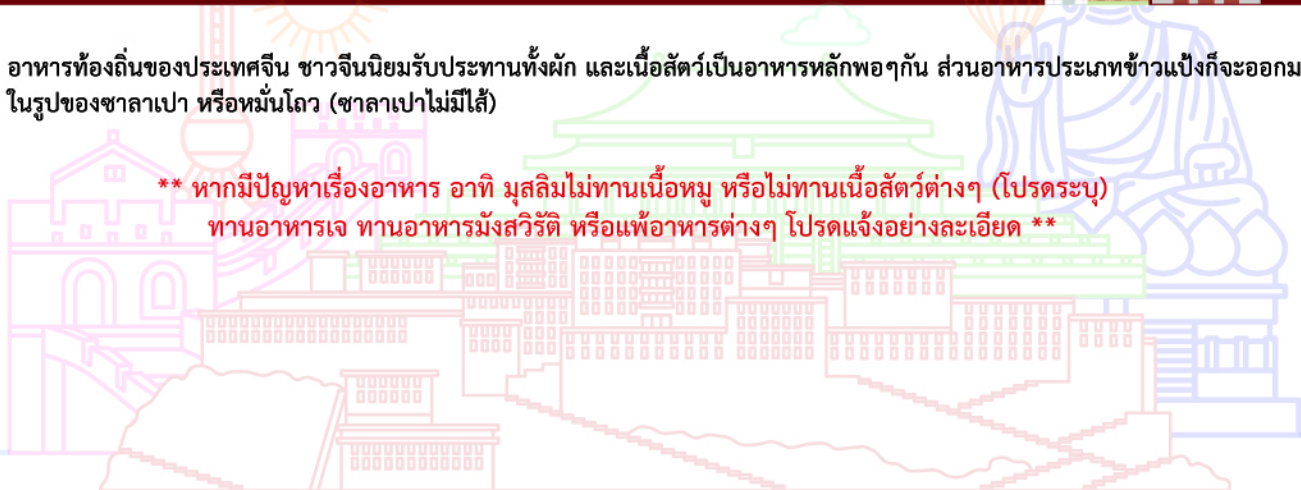 อาหารท้องถิ่นของประเทศจีน ชาวจีนนิยมรับประทานทั้งผัก และเนื้อสัตว์เป็นอาหารหลักพอๆกัน ส่วนอาหารประเภทข้าวแป้งก็จะออกม
ในรูปของซาลาเปา หรือหมั่นโถว (ซาลาเปาไม่มีไส้)
** หากมีปัญหาเรื่องอาหาร อาทิ มุสลิมไม่ทานเนื้อหมู หรือไม่ทานเนื้อสัตว์ต่างๆ (โปรดระบุ)
ทานอาหารเจ ทานอาหารมังสวิรัติ หรือแพ้อาหารต่างๆ โปรดแจ้งอย่างละเอียด **